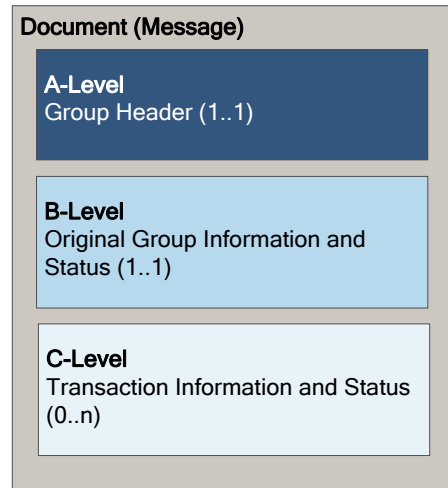 Document (Message)
A-Level
Group Header (1..1)
B-Level
Original Group Information and
Status (1..1)
C-Level
Transaction Information and Status
(0..n)